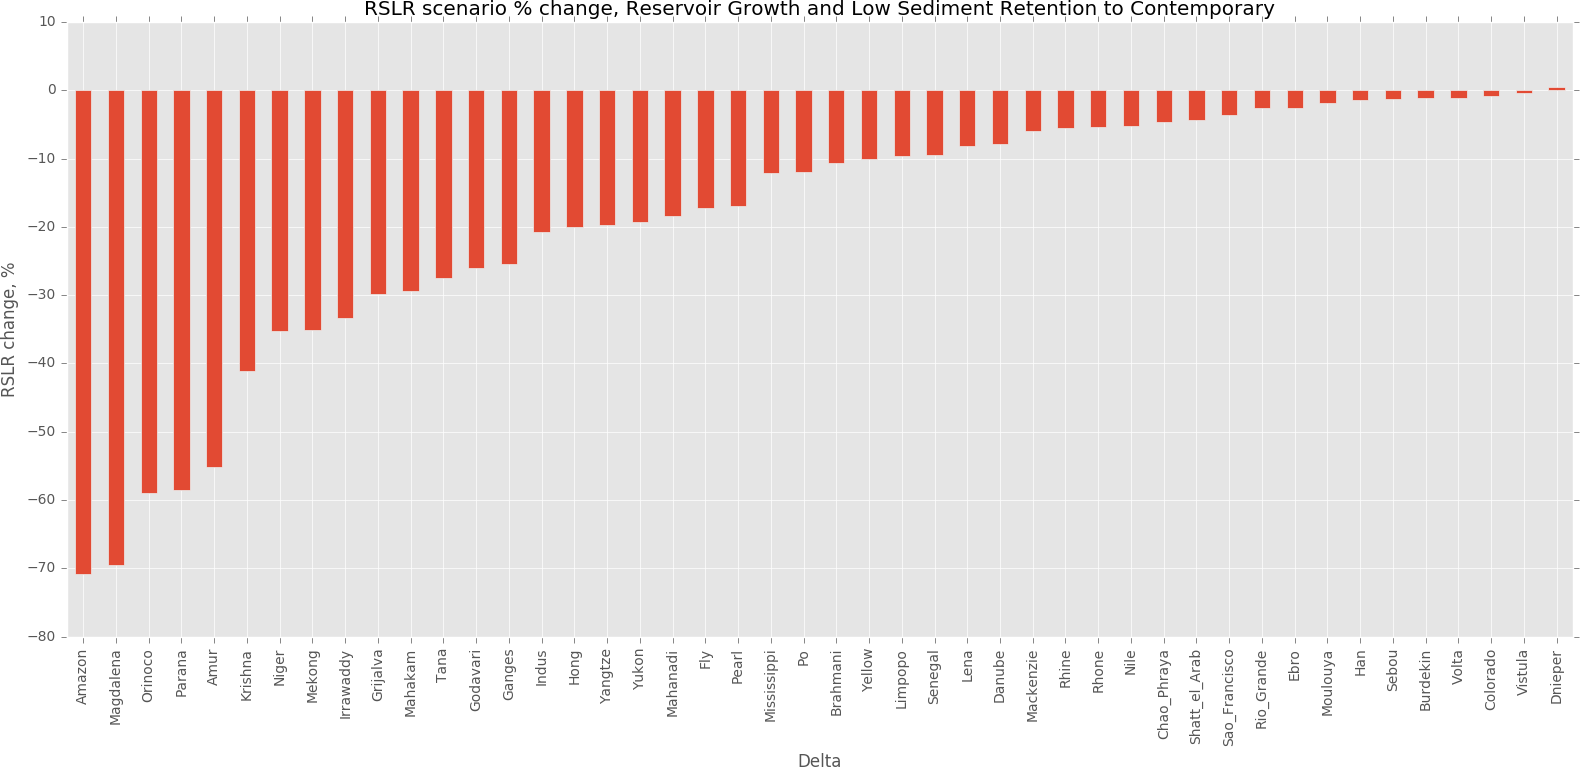 RSLR scenario % change, Reservoir Growth and Low Sediment Retention to Contemporary
RSLR change, %
10
0
−10
−20
−30
−40
−50
−60
−70
−80
Amazon
Magdalena
Orinoco
Parana
Amur
Krishna
Niger
Mekong
Irrawaddy
Grijalva
Mahakam
Tana
Godavari
Ganges
Indus
Hong
Yangtze
Yukon
Mahanadi
Fly
Pearl
Mississippi
Po
Brahmani
Yellow
Limpopo
Senegal
Lena
Danube
Mackenzie
Rhine
Rhone
Nile
Chao_Phraya
Shatt_el_Arab
Sao_Francisco
Rio_Grande
Ebro
Moulouya
Han
Sebou
Burdekin
Volta
Colorado
Vistula
Dnieper
Delta